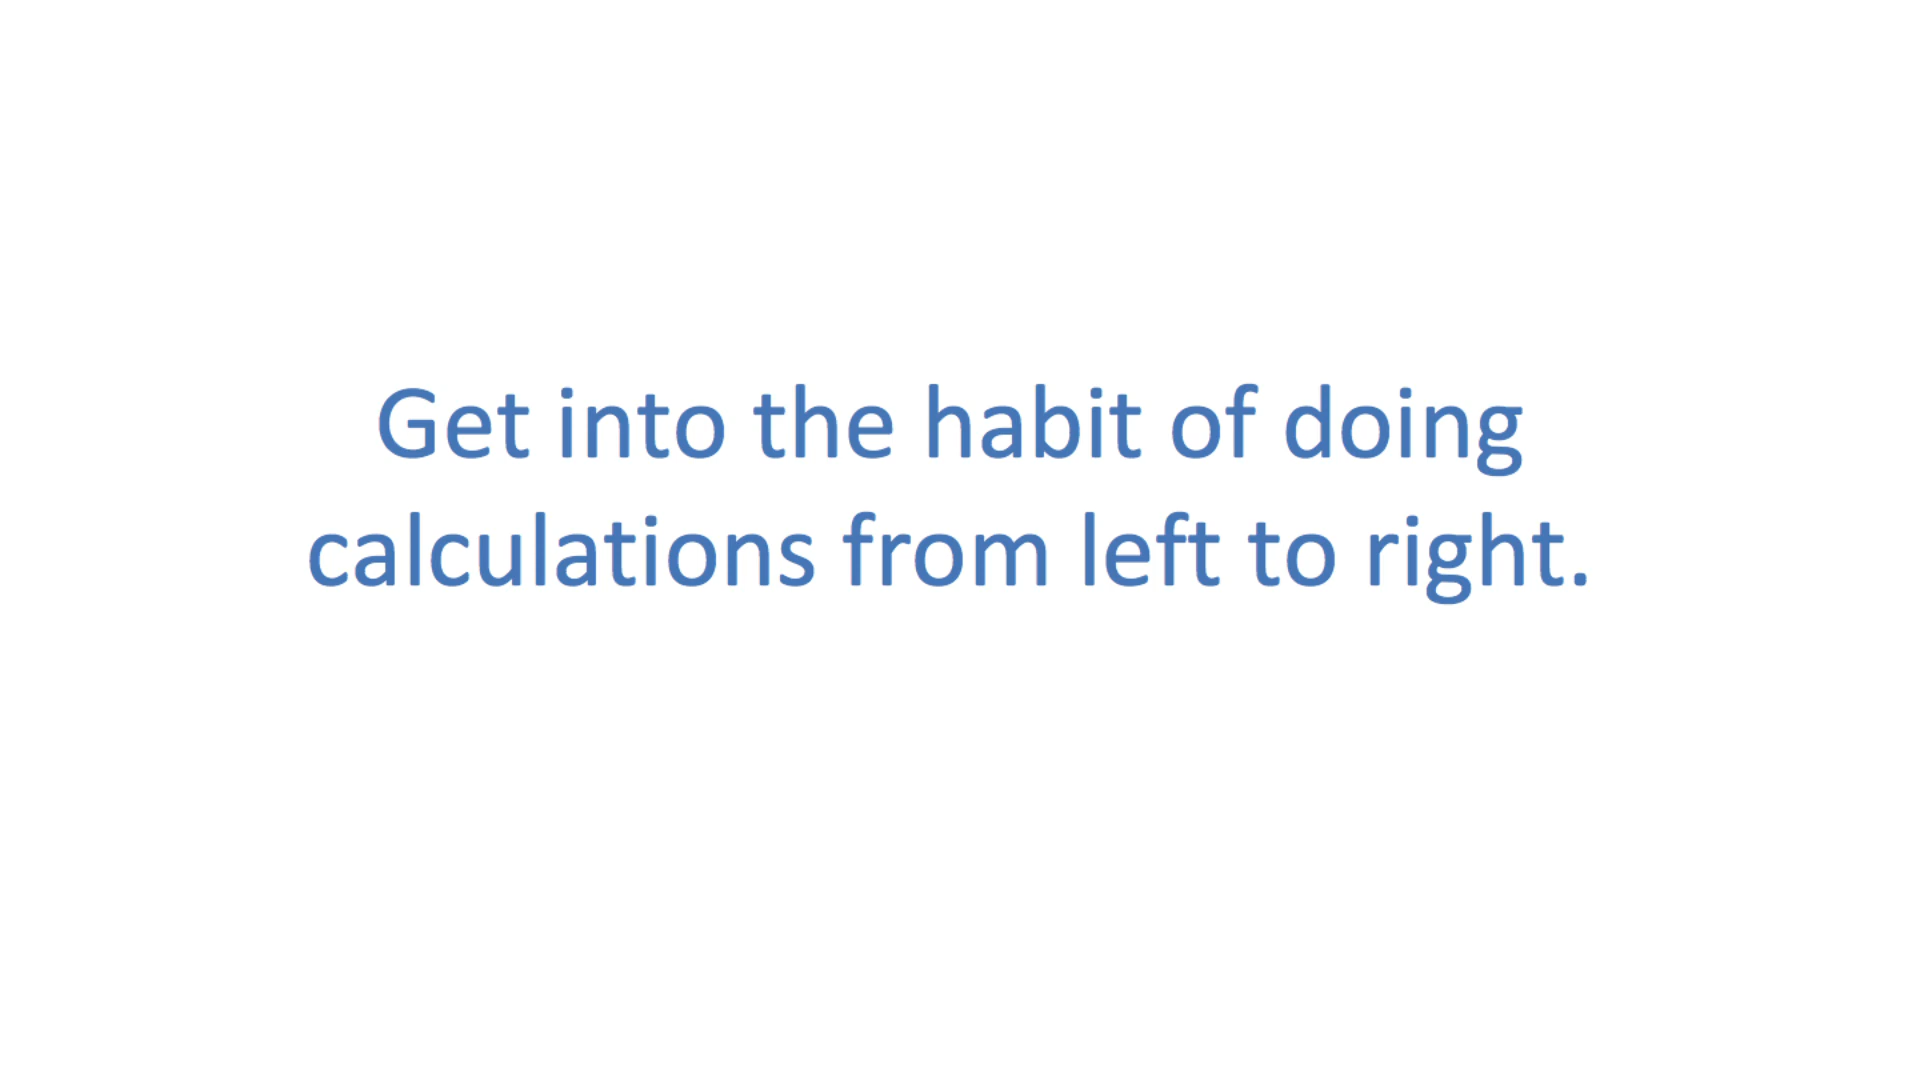 Get into the habit of doing
calculations from left to right.